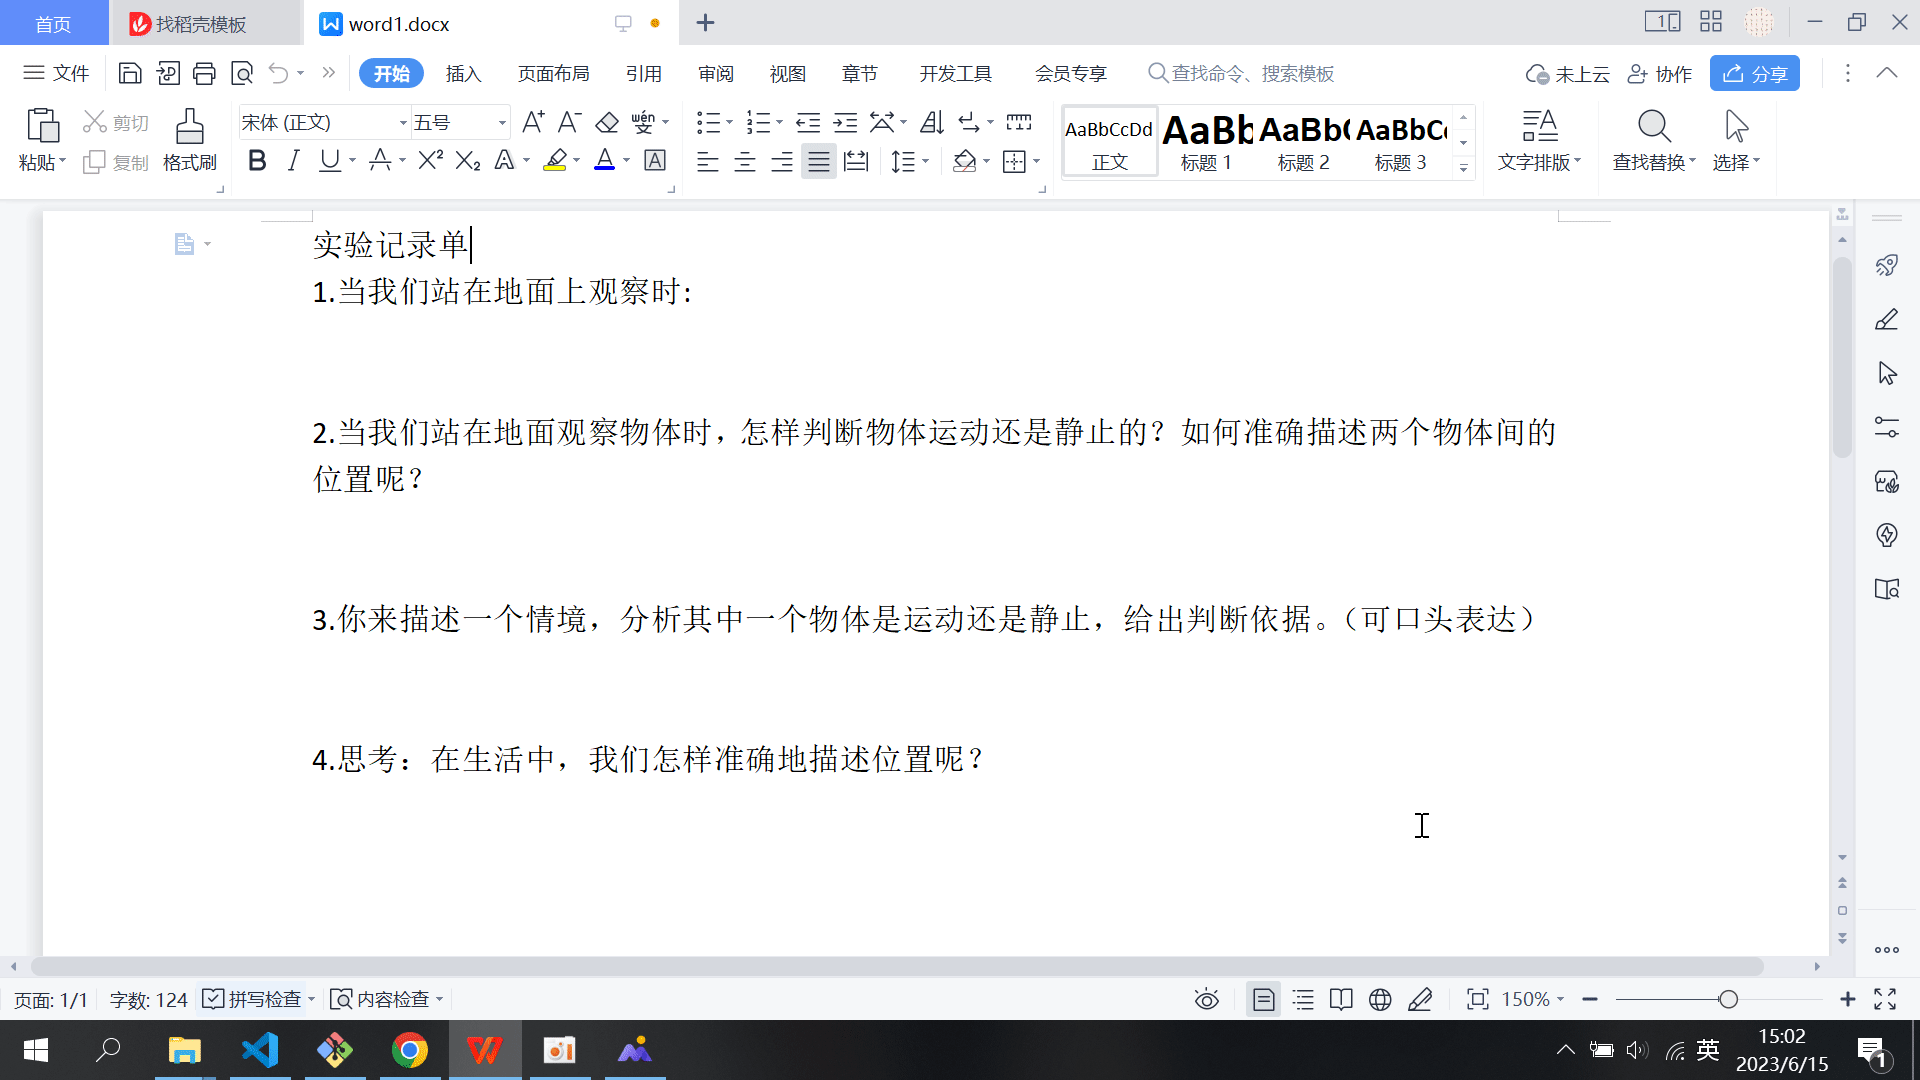 首页
找稻壳模板
word1.docx
文件
开始
插入
页面布局
引用
审阅
视图
章节
开发工具
会员专享
查找命令、搜索模板
未上云
协作
分享
粘贴
剪切
复制
格式刷
宋体 (正文)
五号
AaBbCcDd
正文
AaBb
标题 1
AaBb(
标题 2
AaBbC
标题 3
文字排版
查找替换
选择
实验记录单
1.当我们站在地面上观察时:
2.当我们站在地面观察物体时，怎样判断物体运动还是静止的？如何准确描述两个物体间的
位置呢？
3.你来描述一个情境，分析其中一个物体是运动还是静止，给出判断依据。（可口头表达）
4.思考：在生活中，我们怎样准确地描述位置呢？
页面: 1/1
字数: 124
拼写检查
内容检查
150%
英
15:02
2023/6/15
1